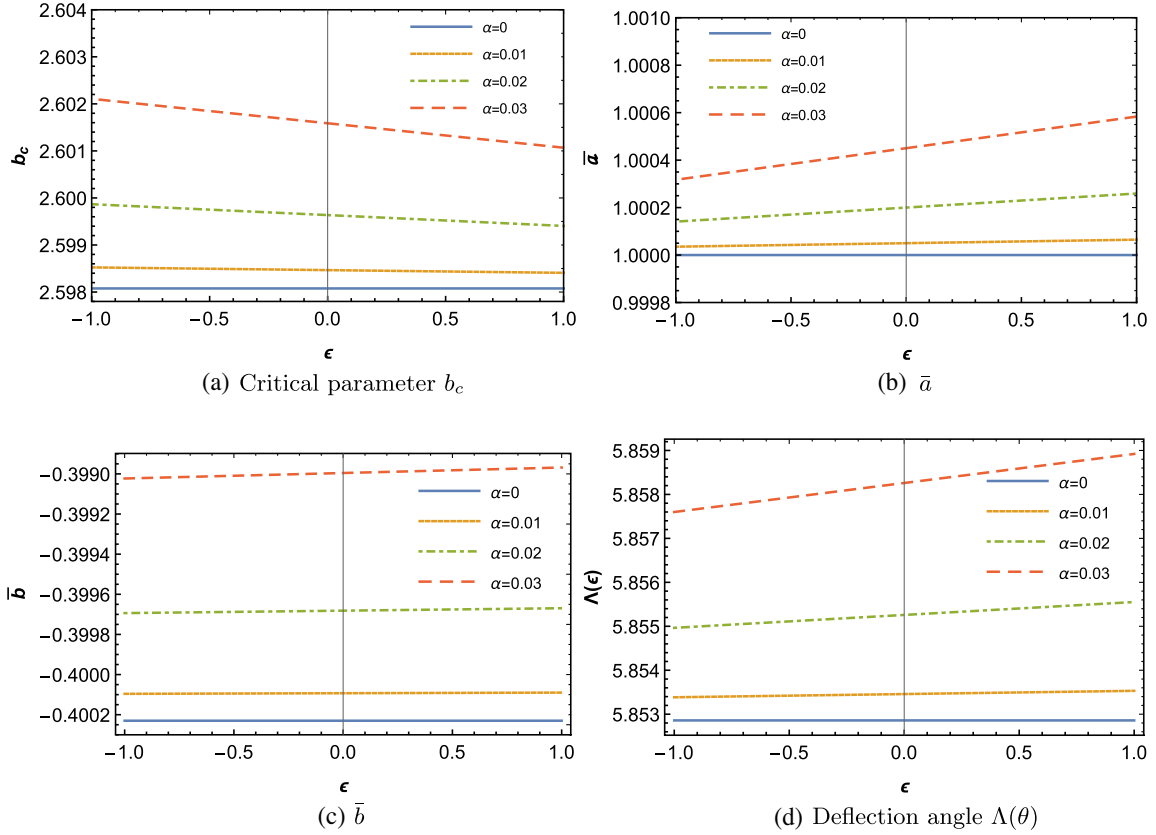 2.604
2.603
2.602
2.601
2.600
2.599
2.598
b_c
-1.0 -0.5 0.0 0.5 1.0
ϵ
α=0
α=0.01
α=0.02
α=0.03
(a) Critical parameter b_c
1.0010
1.0008
1.0006
1.0004
1.0002
1.0000
0.9998
a̅
-1.0 -0.5 0.0 0.5 1.0
ϵ
α=0
α=0.01
α=0.02
α=0.03
(b) a̅
-0.3990
-0.3992
-0.3994
-0.3996
-0.3998
-0.4000
-0.4002
b̅
-1.0 -0.5 0.0 0.5 1.0
ϵ
α=0
α=0.01
α=0.02
α=0.03
(c) b̅
5.859
5.858
5.857
5.856
5.855
5.854
5.853
Λ(ϵ)
-1.0 -0.5 0.0 0.5 1.0
ϵ
α=0
α=0.01
α=0.02
α=0.03
(d) Deflection angle Λ(θ)